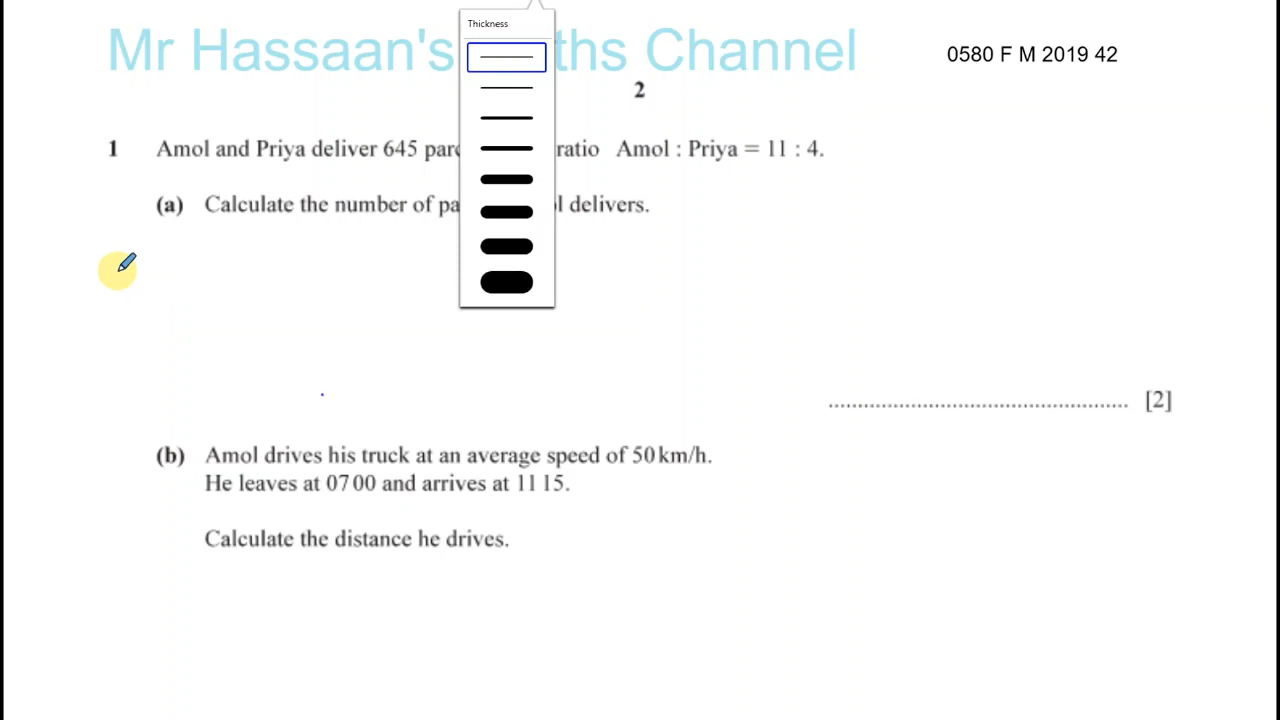 Thickness
Mr Hassaan's ths Channel
0580 F M 2019 42
2
1 Amol and Priya deliver 645 ratio Amol : Priya = 11 : 4.
(a) Calculate the number of delivers.
........................................ [2]
(b) Amol drives his truck at an average speed of 50 km/h.
He leaves at 07 00 and arrives at 11 15.
Calculate the distance he drives.